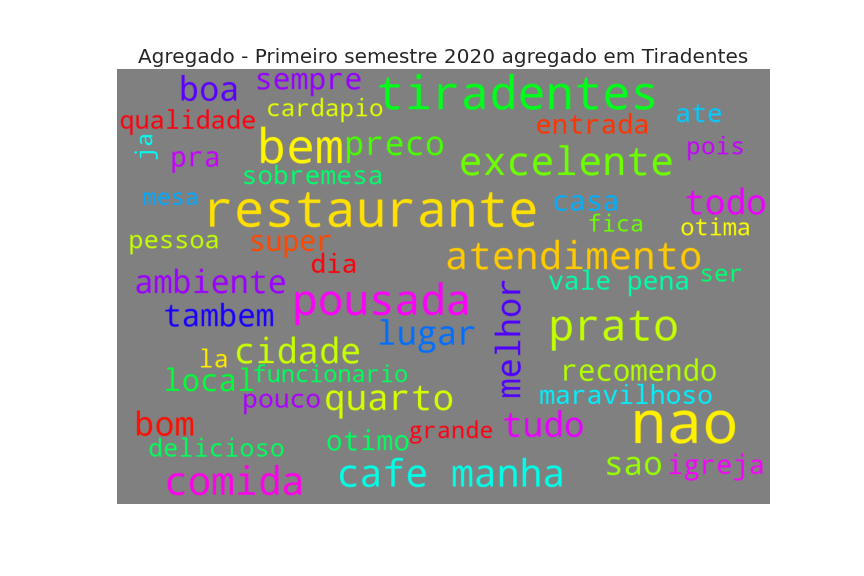 Agregado - Primeiro semestre 2020 agregado em Tiradentes
boa
sempre
tiradentes
qualidade
cardapio
entrada
ate
ja
pra
bem
preco
excelente
pois
sobremesa
mesa
restaurante
casa
todo
fica
otima
pessoa
super
dia
atendimento
ambiente
vale pena
ser
pousada
melhor
tambem
lugar
prato
la
cidade
local
funcionario
recomendo
pouco
quarto
maravilhoso
bom
otimo
grande
tudo
nao
delicioso
comida
cafe manha
sao
igreja